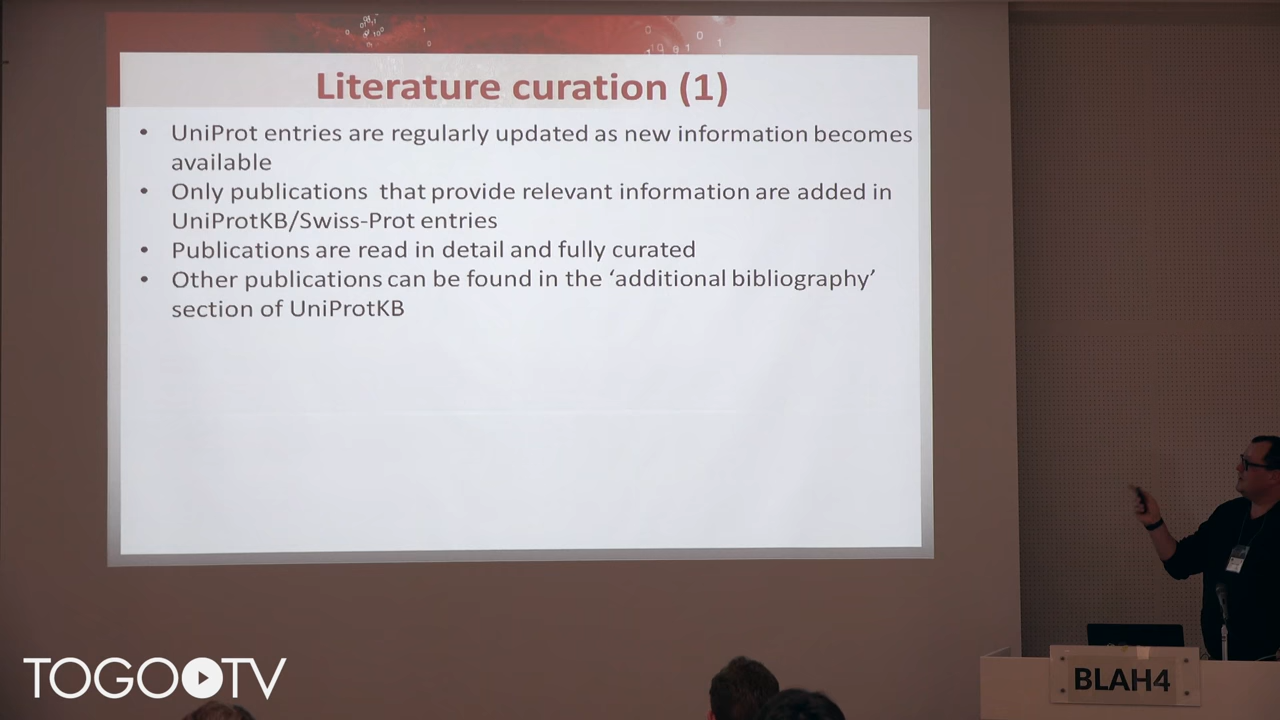 Literature curation (1)
• UniProt entries are regularly updated as new information becomes
available
• Only publications that provide relevant information are added in
UniProtKB/Swiss-Prot entries
• Publications are read in detail and fully curated
• Other publications can be found in the ‘additional bibliography’
section of UniProtKB
TOGOTV
BLAH4